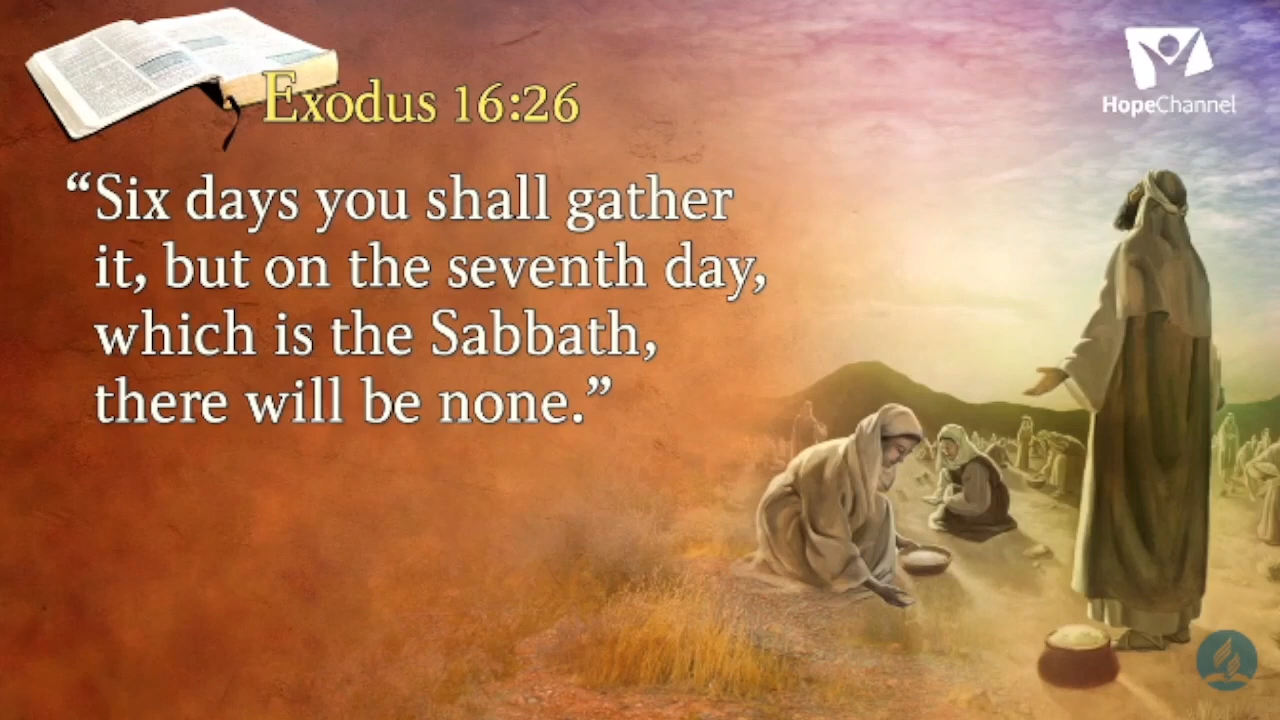 Exodus 16:26
HopeChannel
“Six days you shall gather
it, but on the seventh day,
which is the Sabbath,
there will be none.”